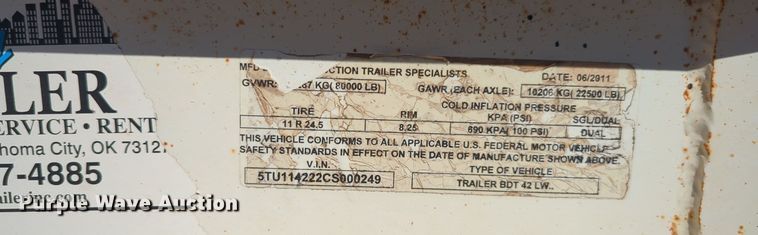 LER
ERVICE • RENT
homa City, OK 7312
7-4885
ailerinc.com
MFD UCTION TRAILER SPECIALISTS DATE: 06/2011
GVWR: 287 KG( 80000 LB) GAWR (EACH AXLE): 10206 KG( 22500 LB)
COLD INFLATION PRESSURE
TIRE RIM KPA (PSI) SGL/DUAL
11 R 24.5 8.25 690 KPA( 100 PSI) DUAL
THIS VEHICLE CONFORMS TO ALL APPLICABLE U.S. FEDERAL MOTOR VEHICLE
SAFETY STANDARDS IN EFFECT ON THE DATE OF MANUFACTURE SHOWN ABOVE.
V.I.N. TYPE OF VEHICLE
5TU114222CS000249 TRAILER BDT 42 LW..
Purple Wave Auction